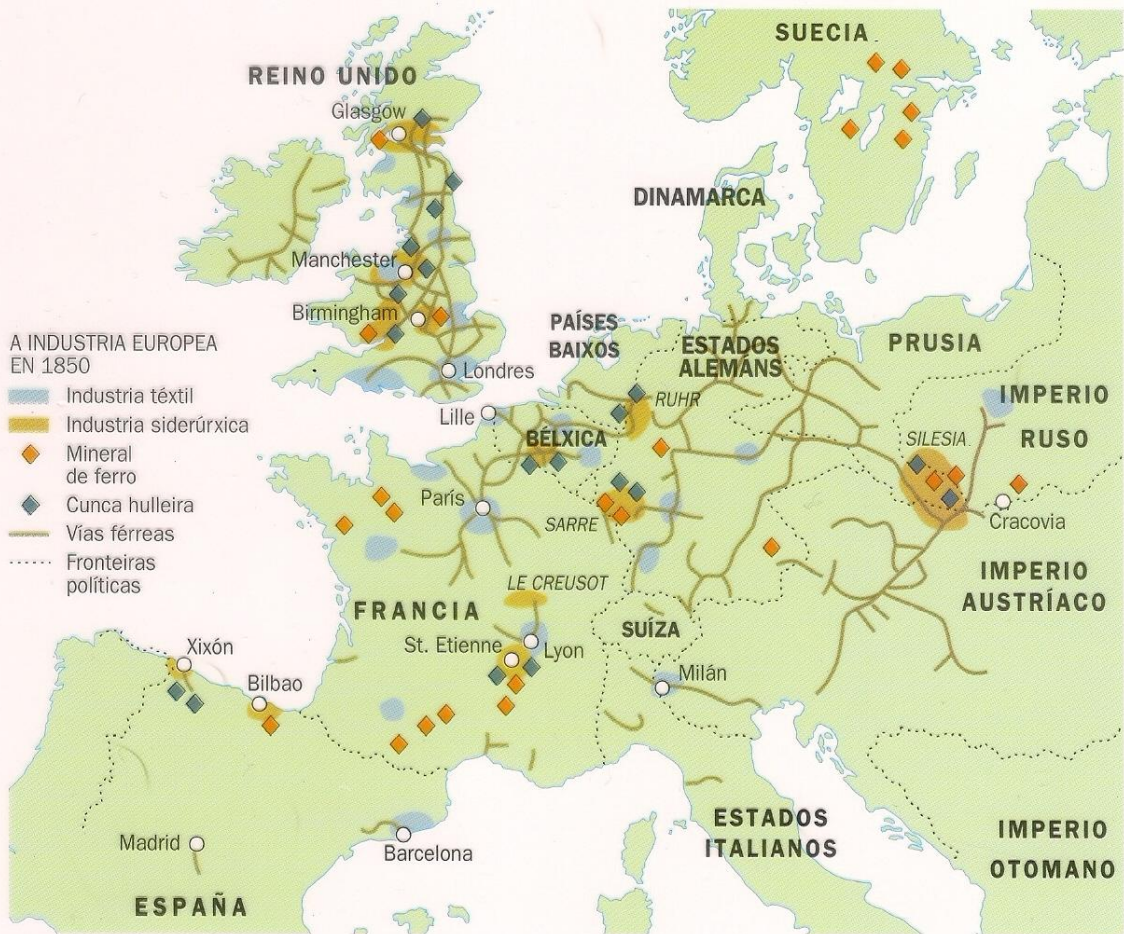 SUECIA
REINO UNIDO
Glasgow
DINAMARCA
Manchester
Birmingham
PAÍSES
BAIXOS
ESTADOS
ALEMÁNS
PRUSIA
A INDUSTRIA EUROPEA
EN 1850
Industria téxtil
Industria siderúrxica
Mineral
de ferro
Cunca hulleira
Vías férreas
Fronteiras
políticas
Londres
RUHR
IMPERIO
RUSO
Lille
BÉLXICA
SILESIA
París
SARRE
Cracovia
LE CREUSOT
IMPERIO
AUSTRÍACO
FRANCIA
SUÍZA
St. Etienne
Lyon
Xixón
Bilbao
Milán
Madrid
Barcelona
ESTADOS
ITALIANOS
IMPERIO
OTOMANO
ESPAÑA